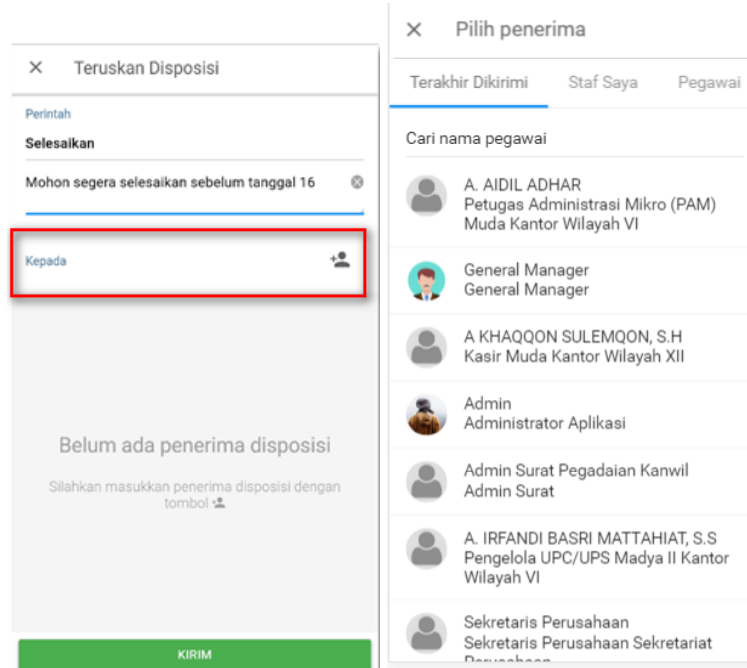 Teruskan Disposisi
Perintah
Selesaikan
Mohon segera selesaikan sebelum tanggal 16
Kepada
Belum ada penerima disposisi
Silahkan masukkan penerima disposisi dengan
tombol
KIRIM
Pilih penerima
Terakhir Dikirimi Staf Saya Pegawai
Cari nama pegawai
A. AIDIL ADHAR
Petugas Administrasi Mikro (PAM)
Muda Kantor Wilayah VI
General Manager
General Manager
A KHAQQON SULEMQON, S.H
Kasir Muda Kantor Wilayah XII
Admin
Administrator Aplikasi
Admin Surat Pegadaian Kanwil
Admin Surat
A. IRFANDI BASRI MATTAHIAT, S.S
Pengelola UPC/UPS Madya II Kantor
Wilayah VI
Sekretaris Perusahaan
Sekretaris Perusahaan Sekretariat